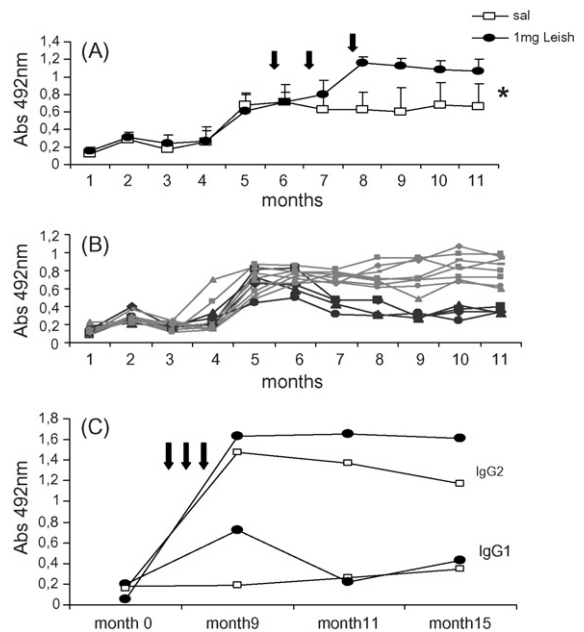 sal
1mg Leish
(A)
Abs 492nm
1,4
1,2
1
0,8
0,6
0,4
0,2
0
*
1 2 3 4 5 6 7 8 9 10 11
months
(B)
Abs 492nm
1,2
1
0,8
0,6
0,4
0,2
0
1 2 3 4 5 6 7 8 9 10 11
months
(C)
Abs 492nm
1,8
1,6
1,4
1,2
1
0,8
0,6
0,4
0,2
0
IgG2
IgG1
month 0 month9 month11 month15